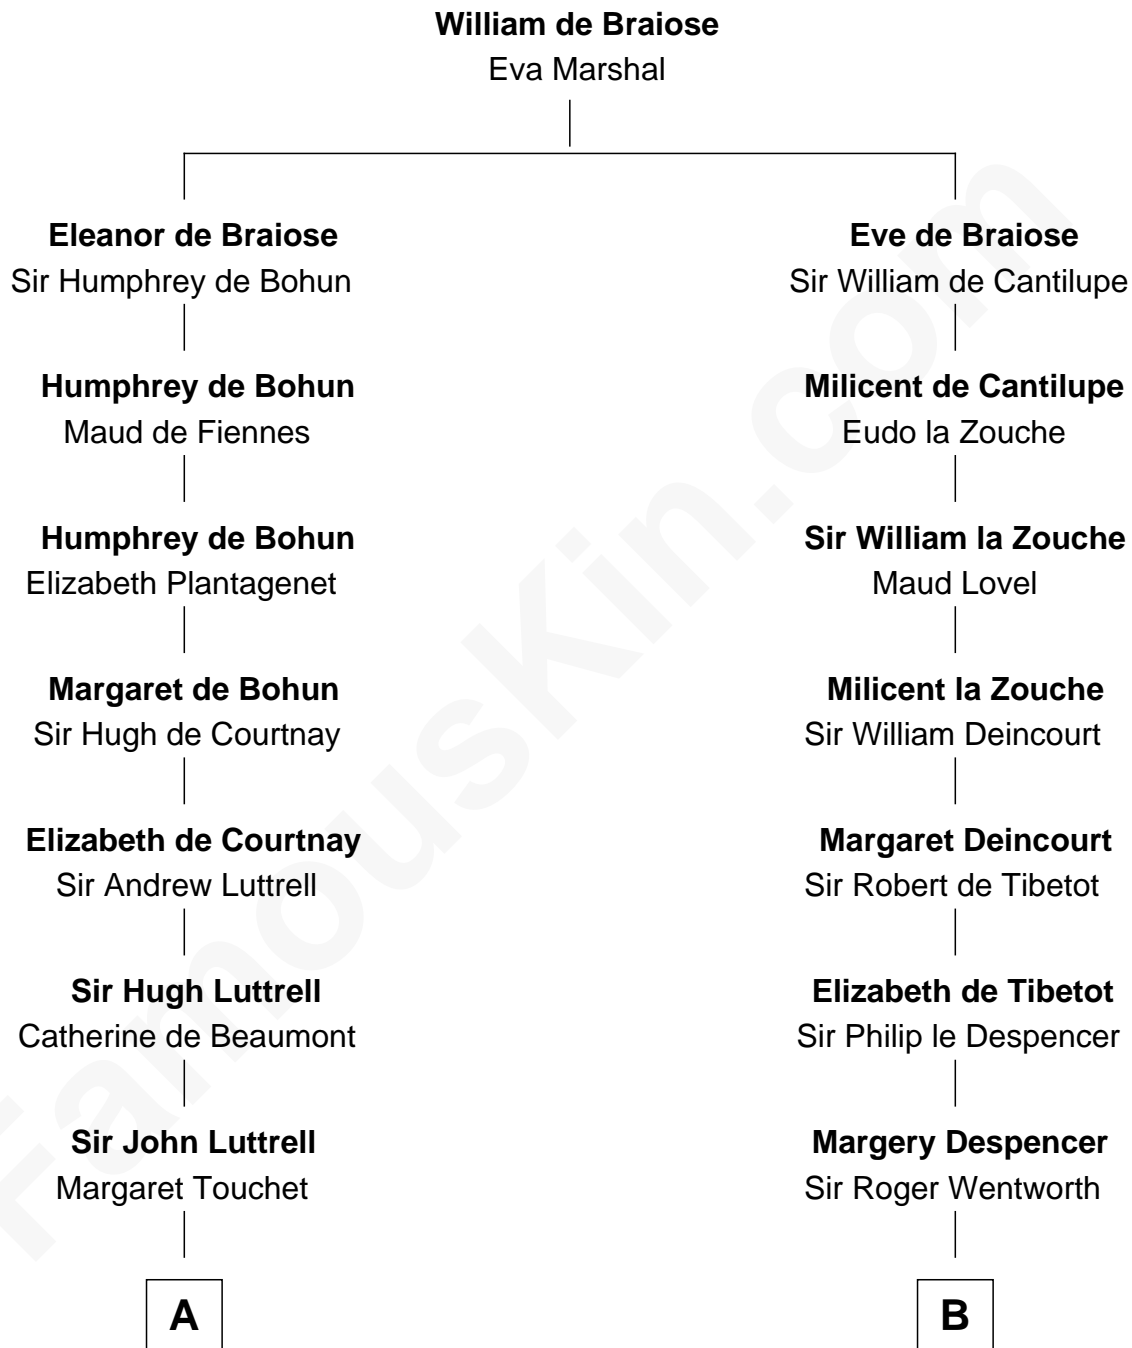 William de Braiose
Eva Marshal
Eleanor de Braiose
Sir Humphrey de Bohun
Humphrey de Bohun
Maud de Fiennes
Humphrey de Bohun
Elizabeth Plantagenet
Margaret de Bohun
Sir Hugh de Courtnay
Elizabeth de Courtnay
Sir Andrew Luttrell
Sir Hugh Luttrell
Catherine de Beaumont
Sir John Luttrell
Margaret Touchet
A
Eve de Braiose
Sir William de Cantilupe
Milicent de Cantilupe
Eudo la Zouche
Sir William la Zouche
Maud Lovel
Milicent la Zouche
Sir William Deincourt
Margaret Deincourt
Sir Robert de Tibetot
Elizabeth de Tibetot
Sir Philip le Despencer
Margery Despencer
Sir Roger Wentworth
B
FamousKin.com